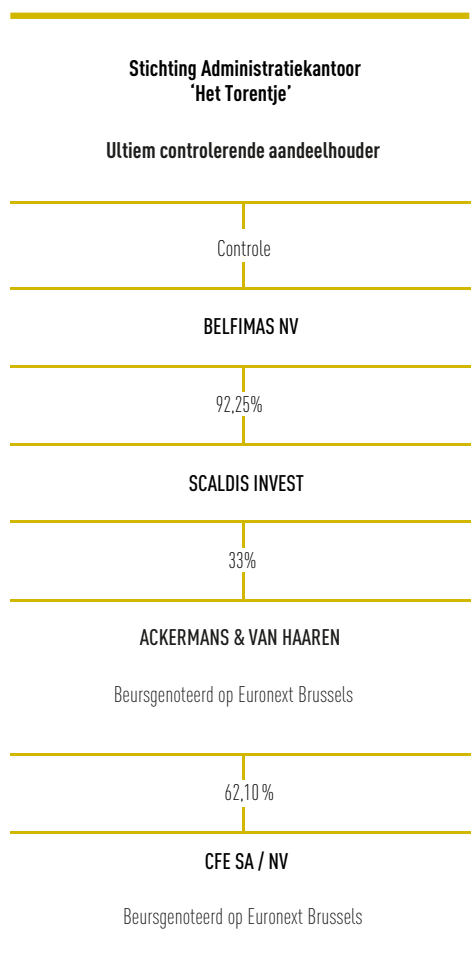 Stichting Administratiekantoor
‘Het Torentje’
Ultiem controlerende aandeelhouder
Controle
BELFIMAS NV
92,25%
SCALDIS INVEST
33%
ACKERMANS & VAN HAAREN
Beursgenoteerd op Euronext Brussels
62,10 %
CFE SA / NV
Beursgenoteerd op Euronext Brussels